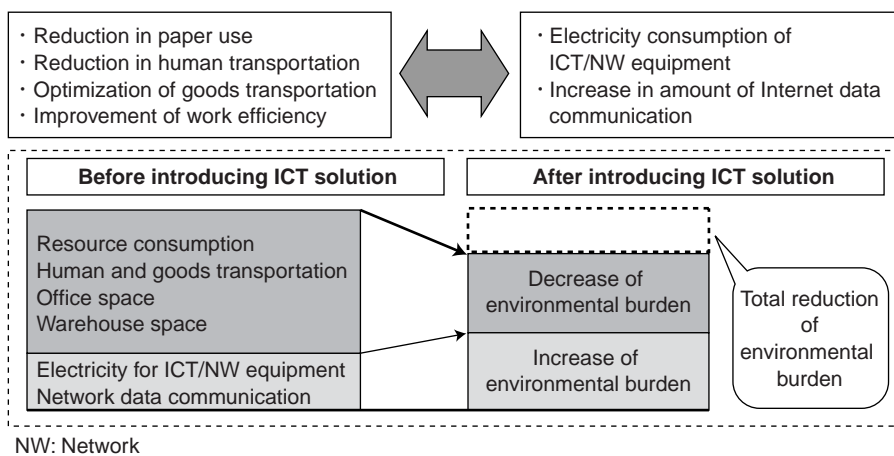 · Reduction in paper use
· Reduction in human transportation
· Optimization of goods transportation
· Improvement of work efficiency
· Electricity consumption of
ICT/NW equipment
· Increase in amount of Internet data
communication
Before introducing ICT solution
After introducing ICT solution
Resource consumption
Human and goods transportation
Office space
Warehouse space
Electricity for ICT/NW equipment
Network data communication
Decrease of
environmental burden
Increase of
environmental burden
Total reduction
of
environmental
burden
NW: Network